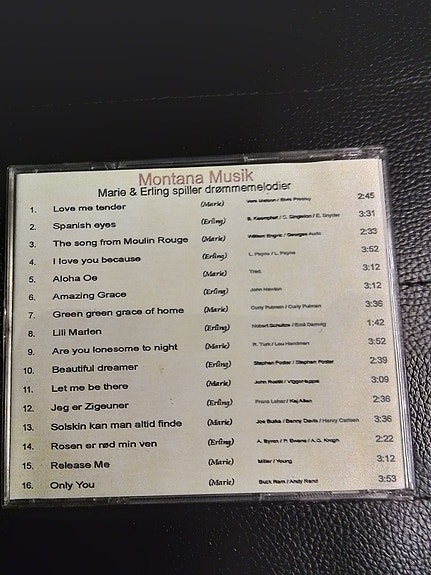 Montana Musik
Marie & Erling spiller drømmemelodier
1. Love me tender (Marie) Vera Matson / Elvis Presley 2:45
2. Spanish eyes (Erling) B. Kaempfert / C. Singleton / E. Snyder 3:31
3. The song from Moulin Rouge (Marie) William Engvic / Georges Auric 2:33
4. I love you because (Erling) L. Payne / L. Payne 3:52
5. Aloha Oe (Marie) Trad. 3:12
6. Amazing Grace (Erling) John Newton 3:12
7. Green green grace of home (Marie) Curly Putman / Curly Putman 3:36
8. Lili Marlen (Erling) Norbert Schultze / 1:42
9. Are you lonesome to night (Marie) R. Turk / Lou Handman 3:52
10. Beautiful dreamer (Erling) Stephen Foster / Stephen Foster 2:39
11. Let me be there (Marie) John Rostill / 3:09
12. Jeg er Zigeuner (Erling) Franz Lehar / Kaj Allen 2:36
13. Solskin kan man altid finde (Marie) Joe Burke / Benny Davis / Henry Carlsen 3:36
14. Rosen er rød min ven (Erling) A. Byron / P. Evans / A.G. Krogh 2:22
15. Release Me (Marie) Miller / Young 3:12
16. Only You (Marie) Buck Ram / Andy Rand 3:53